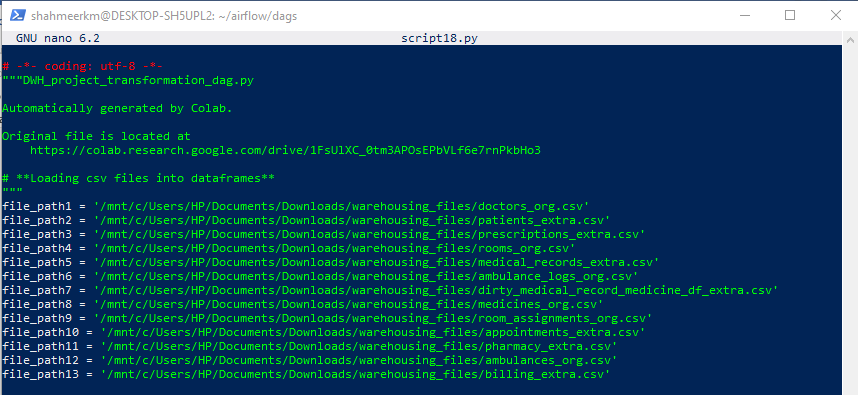 shahmeerkm@DESKTOP-SH5UPL2: ~/airflow/dags
GNU nano 6.2 script18.py
# -*- coding: utf-8 -*-
"""DWH_project_transformation_dag.py
Automatically generated by Colab.
Original file is located at
https://colab.research.google.com/drive/1FsUlXC_0tm3APOsEPbVLf6e7rnPkbHo3
# **Loading csv files into dataframes**
"""
file_path1 = '/mnt/c/Users/HP/Documents/Downloads/warehousing_files/doctors_org.csv'
file_path2 = '/mnt/c/Users/HP/Documents/Downloads/warehousing_files/patients_extra.csv'
file_path3 = '/mnt/c/Users/HP/Documents/Downloads/warehousing_files/prescriptions_extra.csv'
file_path4 = '/mnt/c/Users/HP/Documents/Downloads/warehousing_files/rooms_org.csv'
file_path5 = '/mnt/c/Users/HP/Documents/Downloads/warehousing_files/medical_records_extra.csv'
file_path6 = '/mnt/c/Users/HP/Documents/Downloads/warehousing_files/ambulance_logs_org.csv'
file_path7 = '/mnt/c/Users/HP/Documents/Downloads/warehousing_files/dirty_medical_record_medicine_df_extra.csv'
file_path8 = '/mnt/c/Users/HP/Documents/Downloads/warehousing_files/medicines_org.csv'
file_path9 = '/mnt/c/Users/HP/Documents/Downloads/warehousing_files/room_assignments_org.csv'
file_path10 = '/mnt/c/Users/HP/Documents/Downloads/warehousing_files/appointments_extra.csv'
file_path11 = '/mnt/c/Users/HP/Documents/Downloads/warehousing_files/pharmacy_extra.csv'
file_path12 = '/mnt/c/Users/HP/Documents/Downloads/warehousing_files/ambulances_org.csv'
file_path13 = '/mnt/c/Users/HP/Documents/Downloads/warehousing_files/billing_extra.csv'